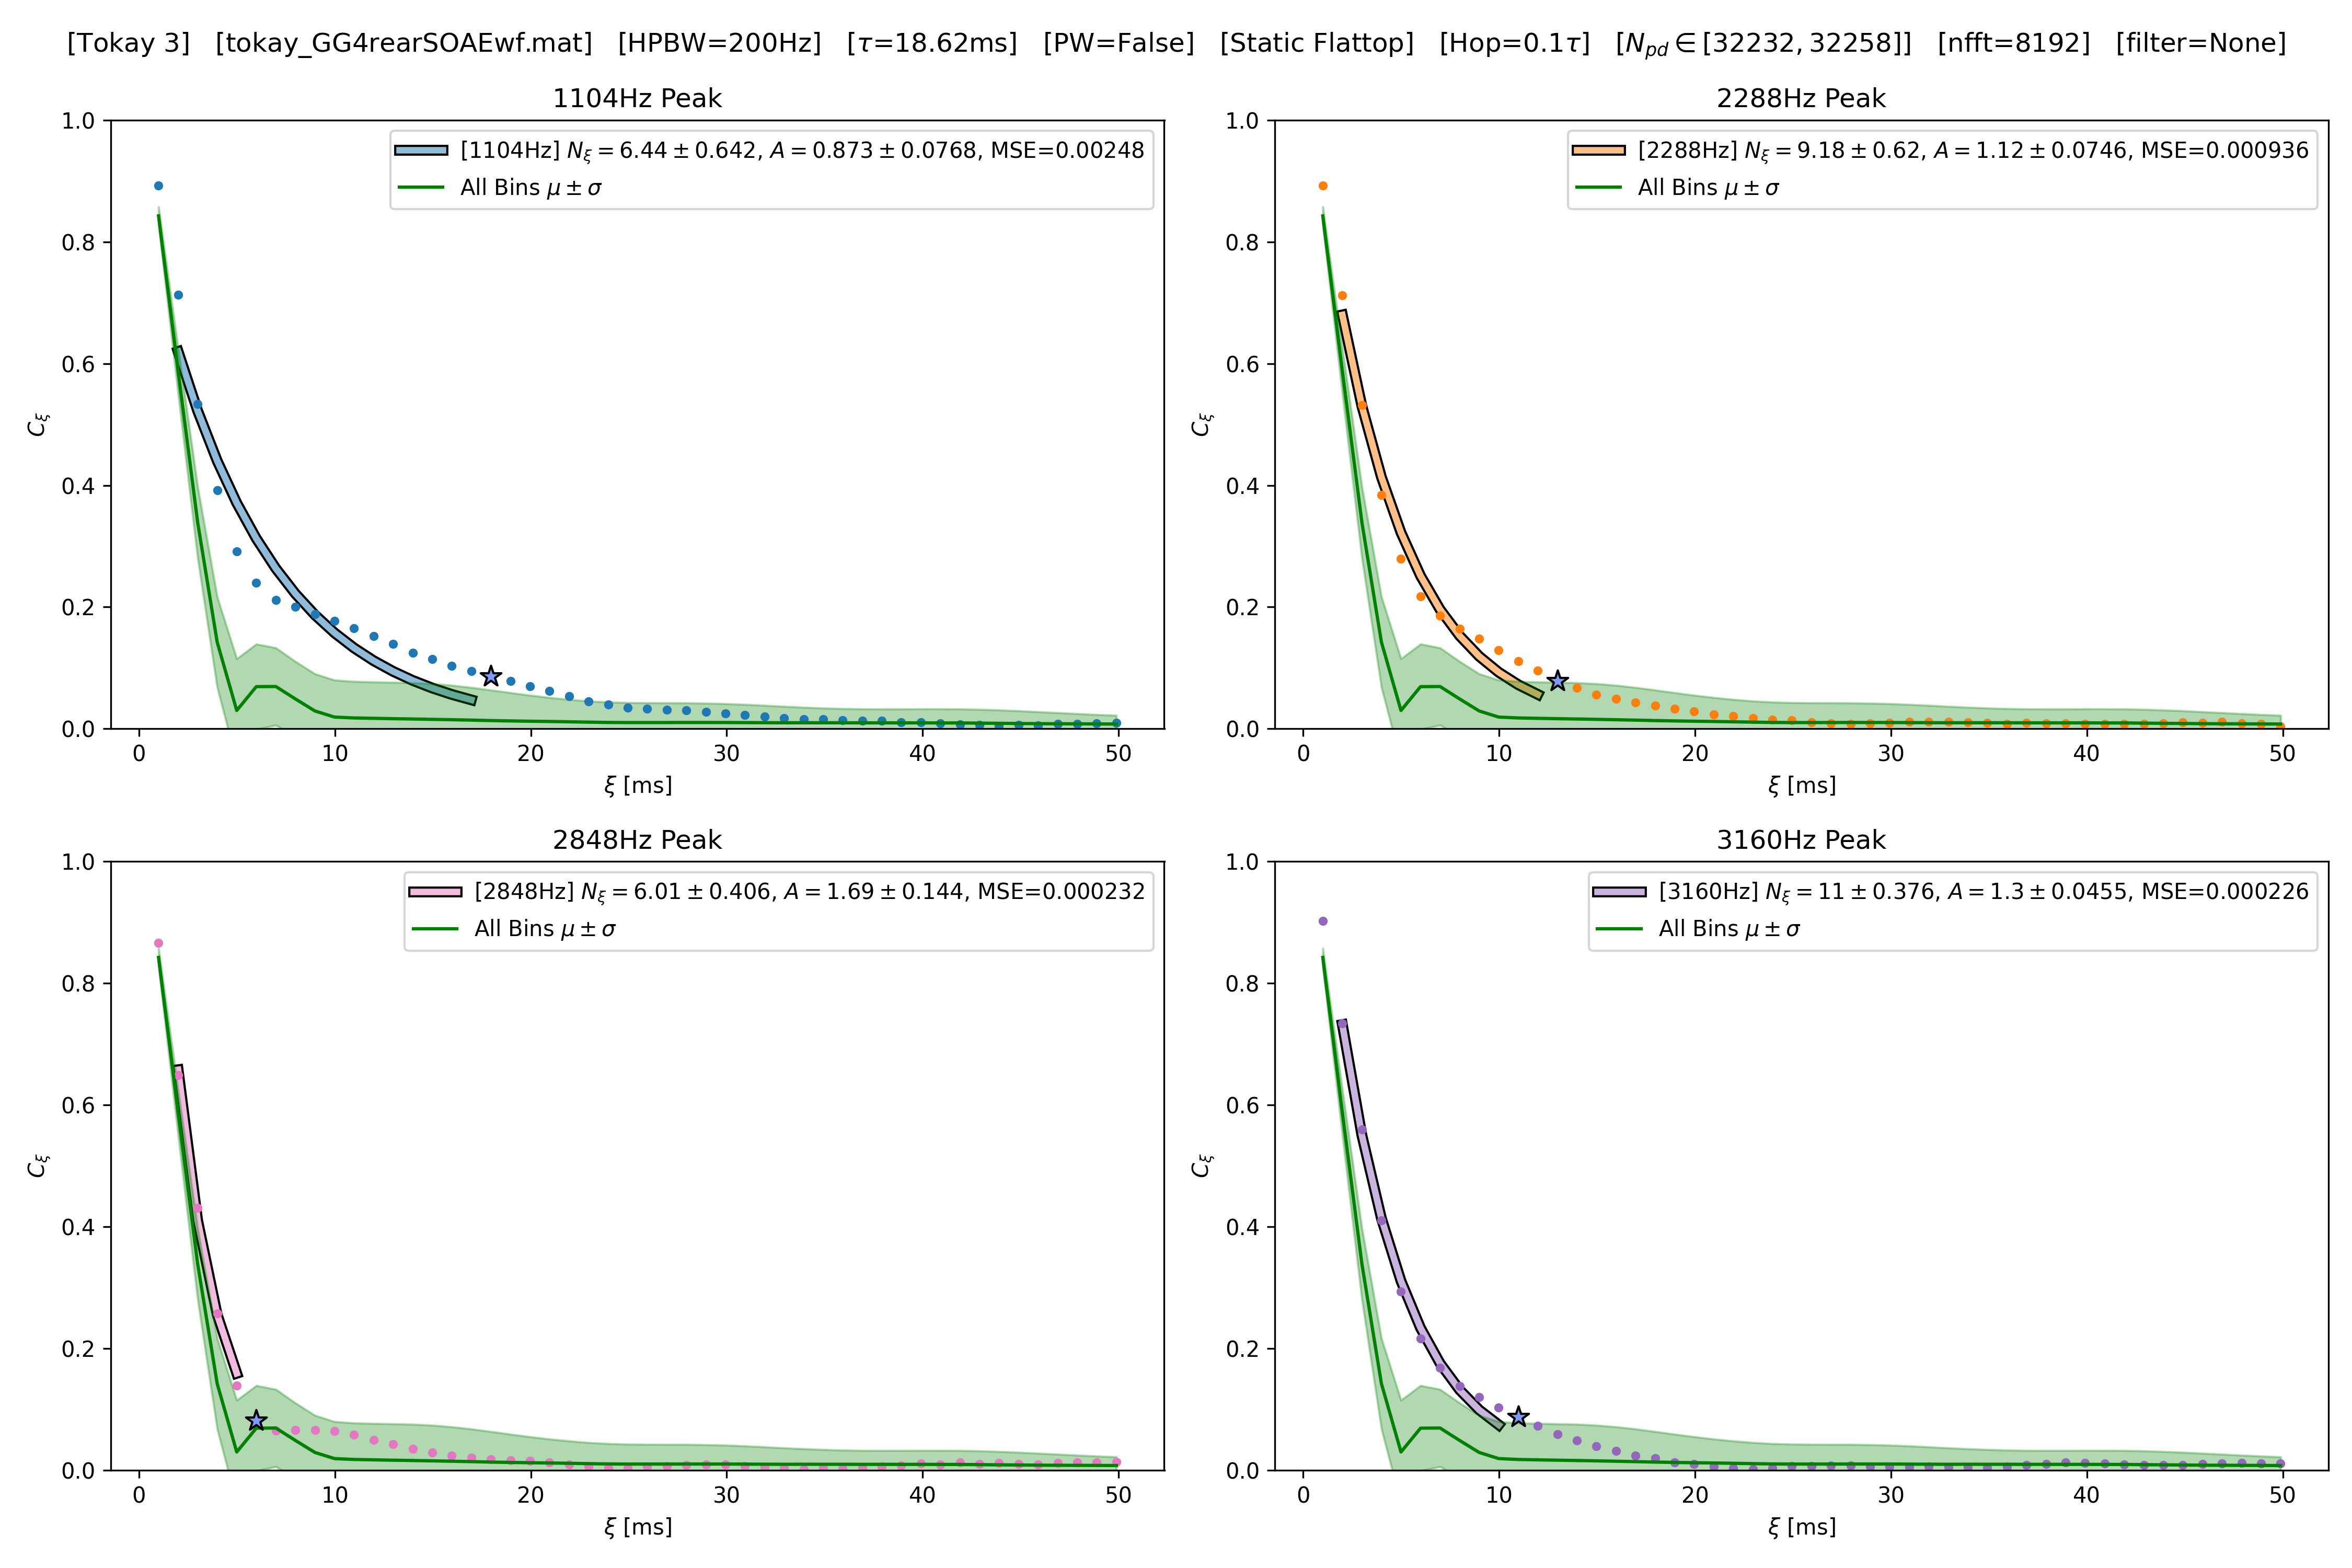 [Tokay 3] [tokay_GG4rearSOAEwf.mat] [HPBW=200Hz] [τ=18.62ms] [PW=False] [Static Flattop] [Hop=0.1τ] [N_pd ∈ [32232, 32258]] [nfft=8192] [filter=None]
1104Hz Peak
[1104Hz] N_ξ = 6.44 ± 0.642, A = 0.873 ± 0.0768, MSE=0.00248
All Bins μ ± σ
1.0
0.8
0.6
0.4
0.2
0.0
C_ξ
0 10 20 30 40 50
ξ [ms]
2288Hz Peak
[2288Hz] N_ξ = 9.18 ± 0.62, A = 1.12 ± 0.0746, MSE=0.000936
All Bins μ ± σ
1.0
0.8
0.6
0.4
0.2
0.0
C_ξ
0 10 20 30 40 50
ξ [ms]
2848Hz Peak
[2848Hz] N_ξ = 6.01 ± 0.406, A = 1.69 ± 0.144, MSE=0.000232
All Bins μ ± σ
1.0
0.8
0.6
0.4
0.2
0.0
C_ξ
0 10 20 30 40 50
ξ [ms]
3160Hz Peak
[3160Hz] N_ξ = 11 ± 0.376, A = 1.3 ± 0.0455, MSE=0.000226
All Bins μ ± σ
1.0
0.8
0.6
0.4
0.2
0.0
C_ξ
0 10 20 30 40 50
ξ [ms]